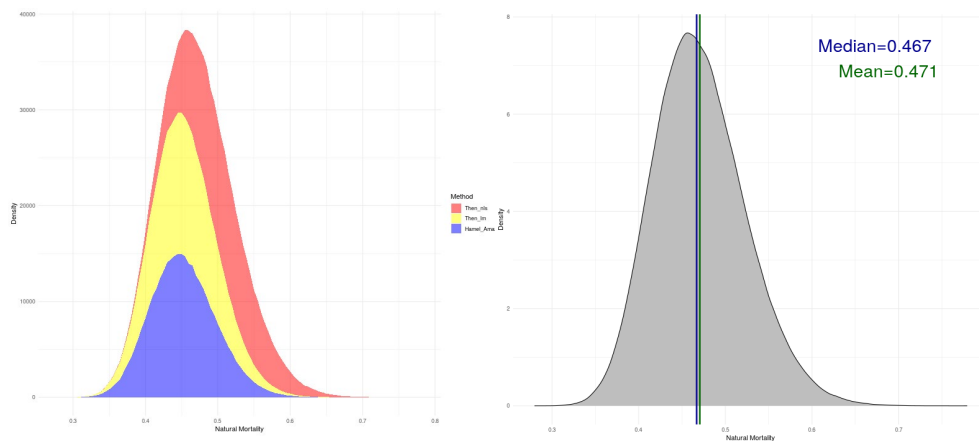 40000
30000
20000
10000
0
Density
0.3 0.4 0.5 0.6 0.7 0.8
Natural Mortality
Method
Then_nls
Then_lm
Hamel_Ama
8
6
4
2
0
Density
Median=0.467
Mean=0.471
0.3 0.4 0.5 0.6 0.7
Natural Mortality